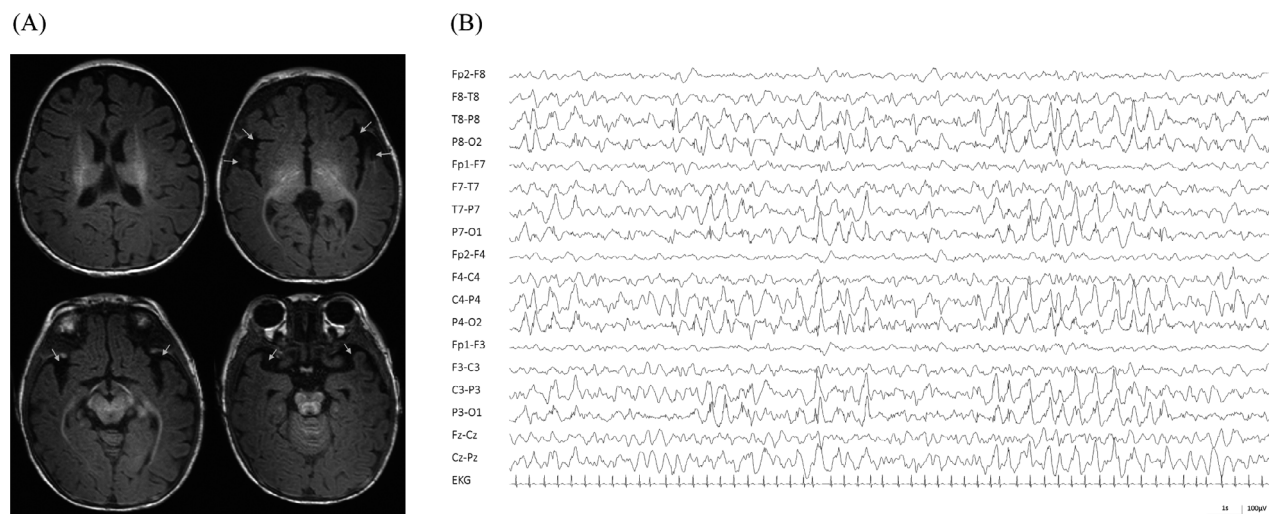 (A)
(B)
Fp2-F8
F8-T8
T8-P8
P8-O2
Fp1-F7
F7-T7
T7-P7
P7-O1
Fp2-F4
F4-C4
C4-P4
P4-O2
Fp1-F3
F3-C3
C3-P3
P3-O1
Fz-Cz
Cz-Pz
EKG
1s | 100µV